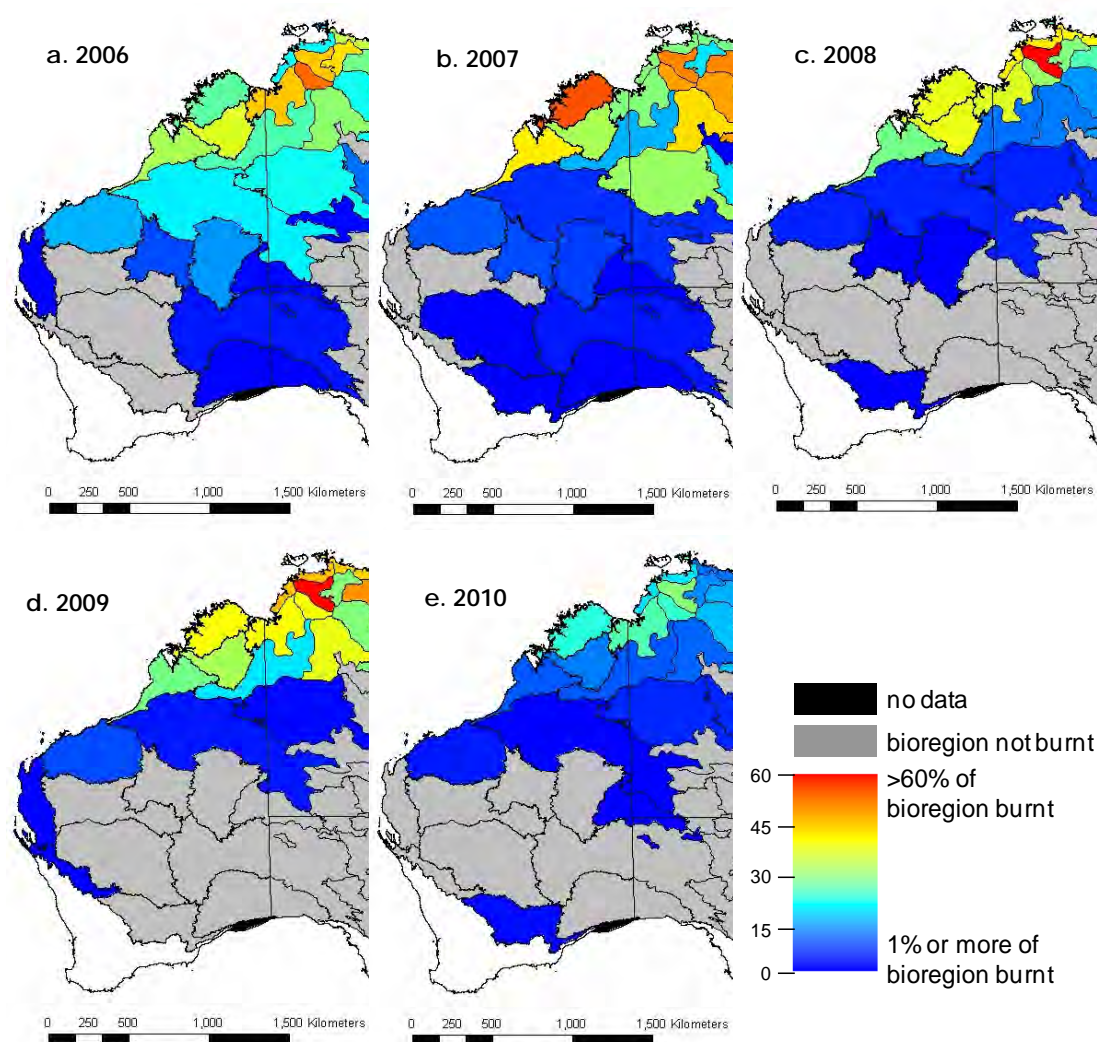 a. 2006
b. 2007
c. 2008
0 250 500 1,000 1,500 Kilometers
0 250 500 1,000 1,500 Kilometers
0 250 500 1,000 1,500 Kilometers
d. 2009
e. 2010
no data
bioregion not burnt
60
>60% of
bioregion burnt
45
30
15
1% or more of
bioregion burnt
0
0 250 500 1,000 1,500 Kilometers
0 250 500 1,000 1,500 Kilometers